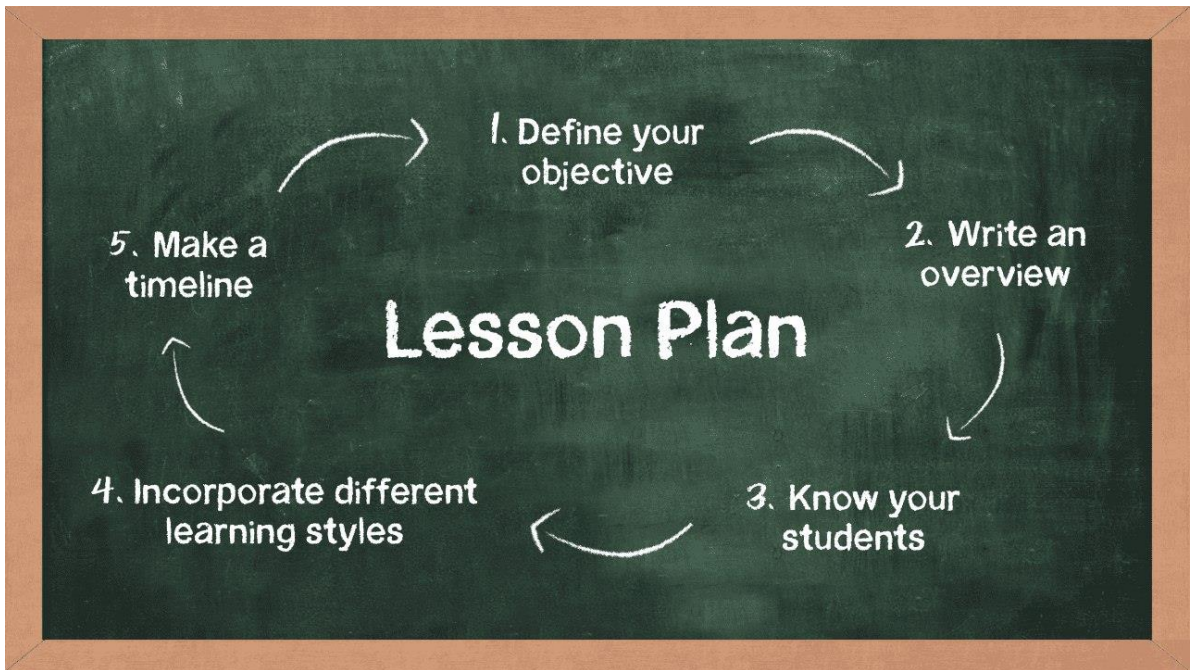 1. Define your
objective
2. Write an
overview
3. Know your
students
4. Incorporate different
learning styles
5. Make a
timeline
Lesson Plan